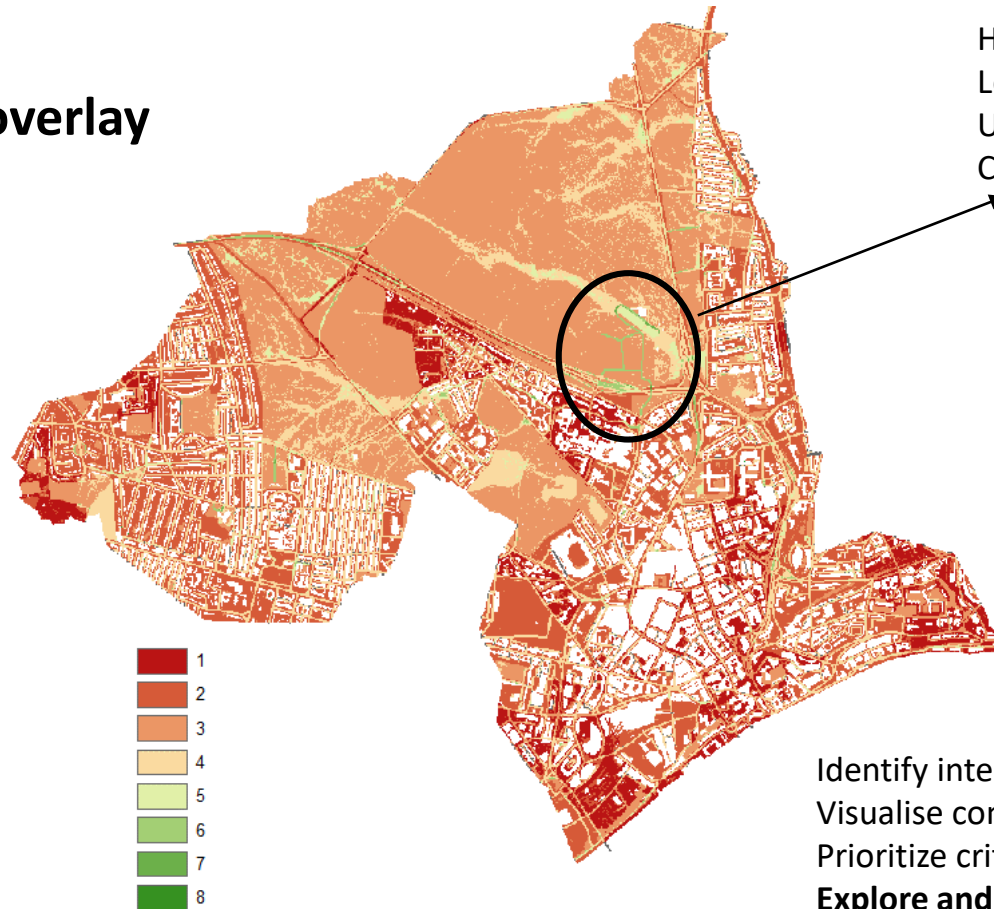 overlay
H
L
U
C
1
2
3
4
5
6
7
8
Identify inte
Visualise cor
Prioritize crit
Explore and